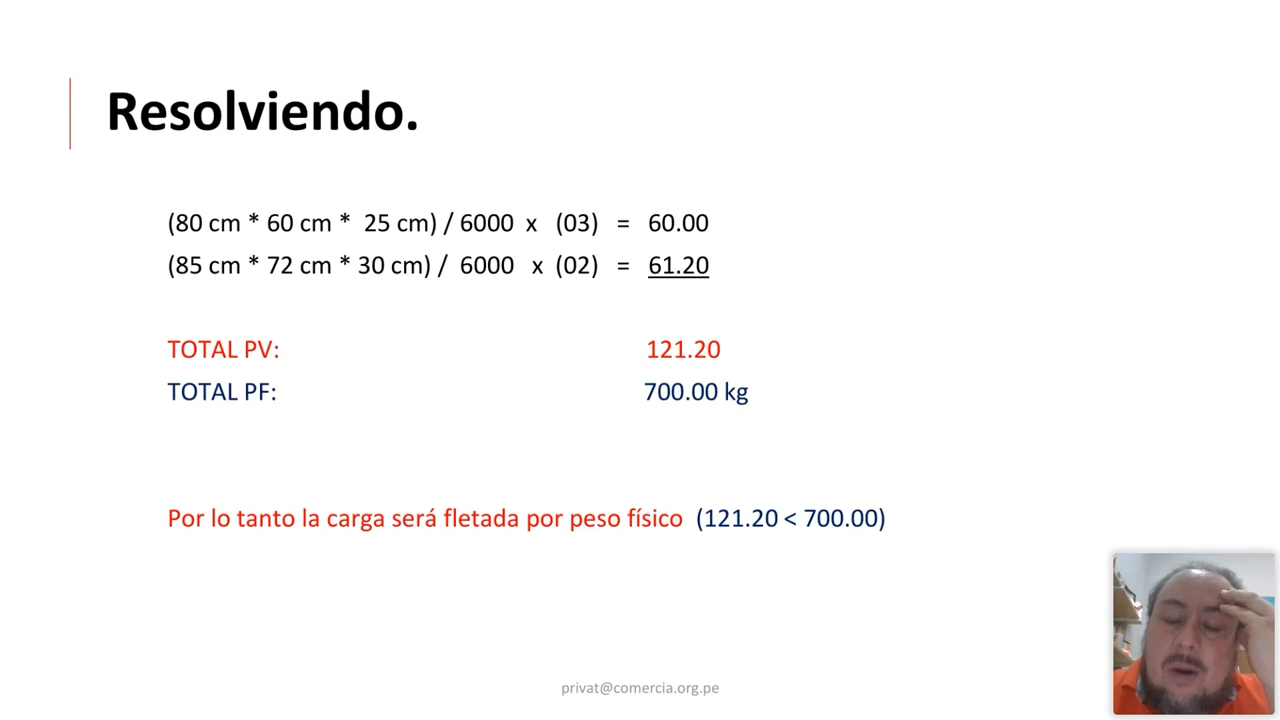 Resolviendo.
(80 cm * 60 cm * 25 cm) / 6000 x (03) = 60.00
(85 cm * 72 cm * 30 cm) / 6000 x (02) = 61.20
TOTAL PV: 121.20
TOTAL PF: 700.00 kg
Por lo tanto la carga será fletada por peso físico (121.20 < 700.00)
privat@comercia.org.pe